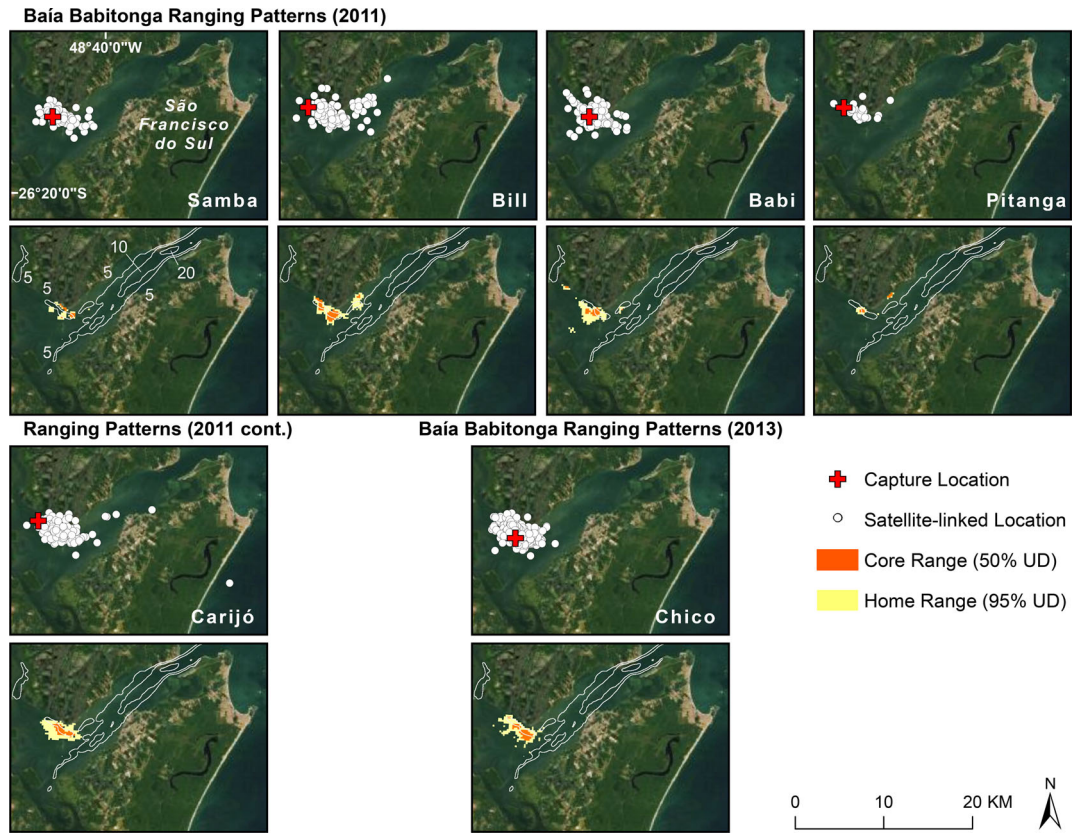 Baía Babitonga Ranging Patterns (2011)
48°40'0"W
São
Francisco
do Sul
26°20'0"S
Samba
Bill
Babi
Pitanga
10
5
5
5
20
5
5
Ranging Patterns (2011 cont.)
Baía Babitonga Ranging Patterns (2013)
Carijó
Chico
Capture Location
Satellite-linked Location
Core Range (50% UD)
Home Range (95% UD)
N
0 10 20 KM